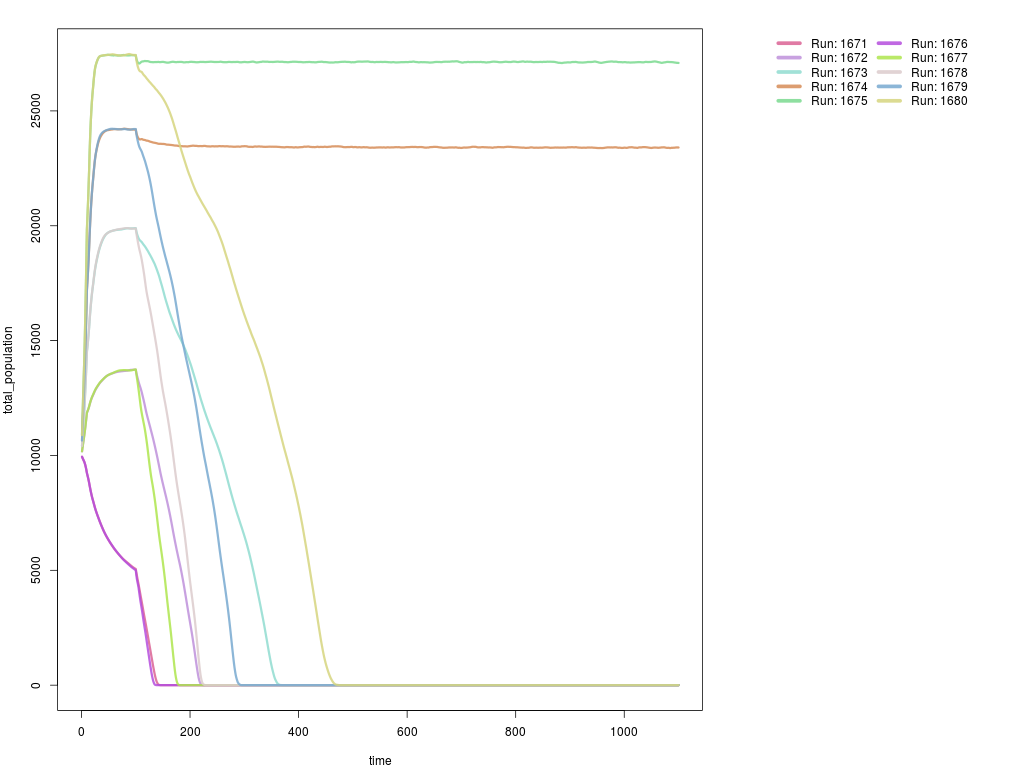 Run: 1671
Run: 1672
Run: 1673
Run: 1674
Run: 1675
Run: 1676
Run: 1677
Run: 1678
Run: 1679
Run: 1680
total_population
25000
20000
15000
10000
5000
0
0 200 400 600 800 1000
time